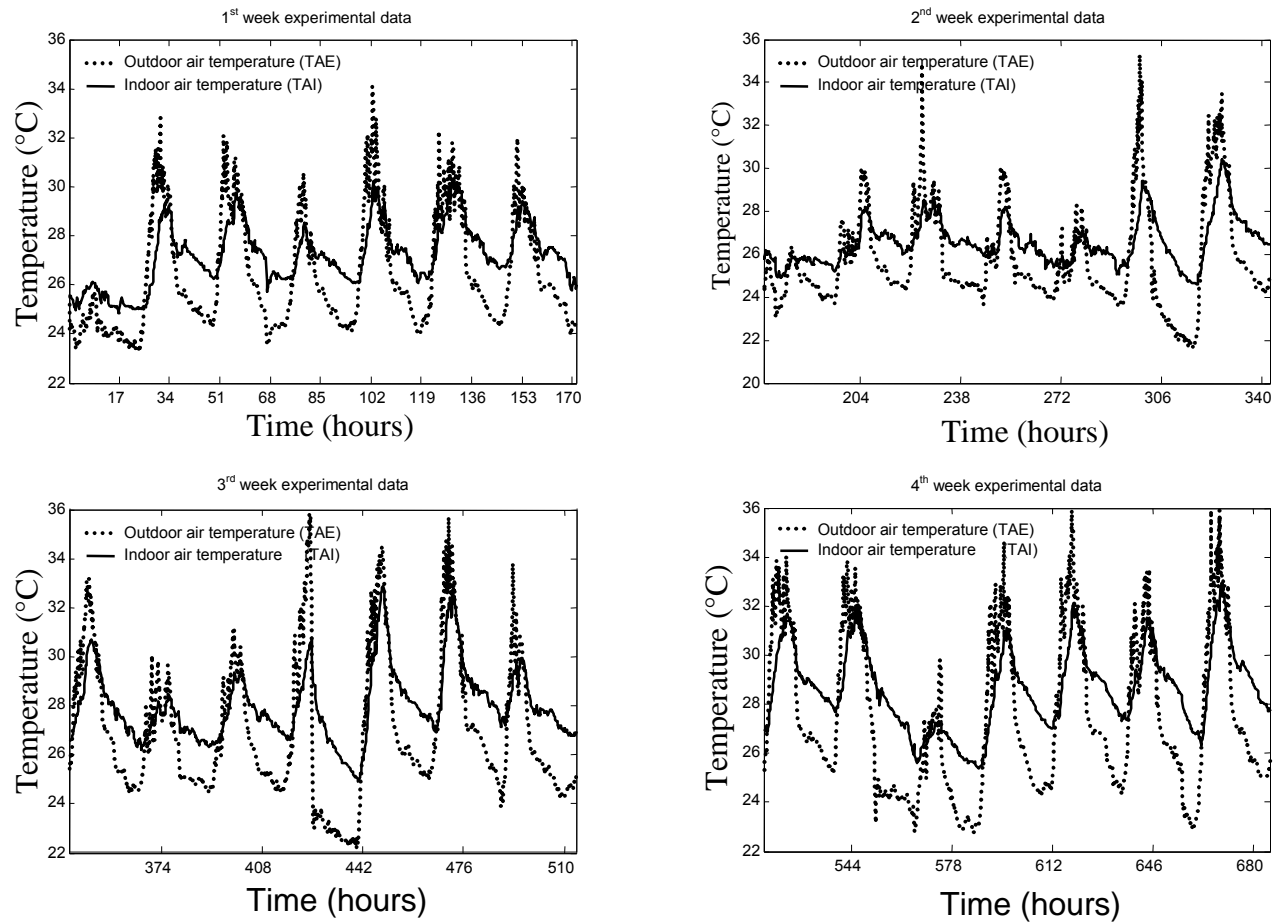 1st week experimental data
36
34
32
30
28
26
24
22
Temperature (°C)
Outdoor air temperature (TAE)
Indoor air temperature (TAI)
17 34 51 68 85 102 119 136 153 170
Time (hours)
2nd week experimental data
36
34
32
30
28
26
24
22
20
Temperature (°C)
Outdoor air temperature (TAE)
Indoor air temperature (TAI)
204 238 272 306 340
Time (hours)
3rd week experimental data
36
34
32
30
28
26
24
22
Temperature (°C)
Outdoor air temperature (TAE)
Indoor air temperature TAI)
374 408 442 476 510
Time (hours)
4th week experimental data
36
34
32
30
28
26
24
22
Temperature (°C)
Outdoor air temperature (TAE)
Indoor air temperature TAI)
544 578 612 646 680
Time (hours)